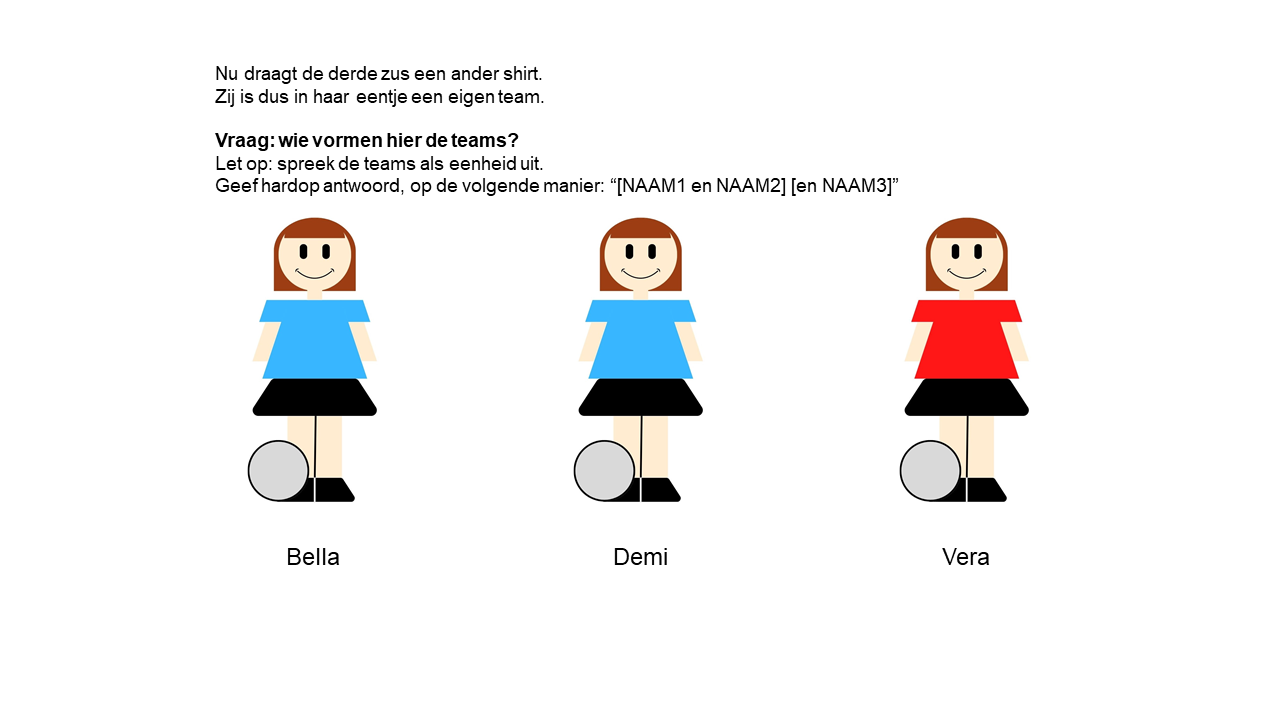 Nu draagt de derde zus een ander shirt.
Zij is dus in haar eentje een eigen team.
Vraag: wie vormen hier de teams?
Let op: spreek de teams als eenheid uit.
Geef hardop antwoord, op de volgende manier: “[NAAM1 en NAAM2] [en NAAM3]”
Bella
Demi
Vera